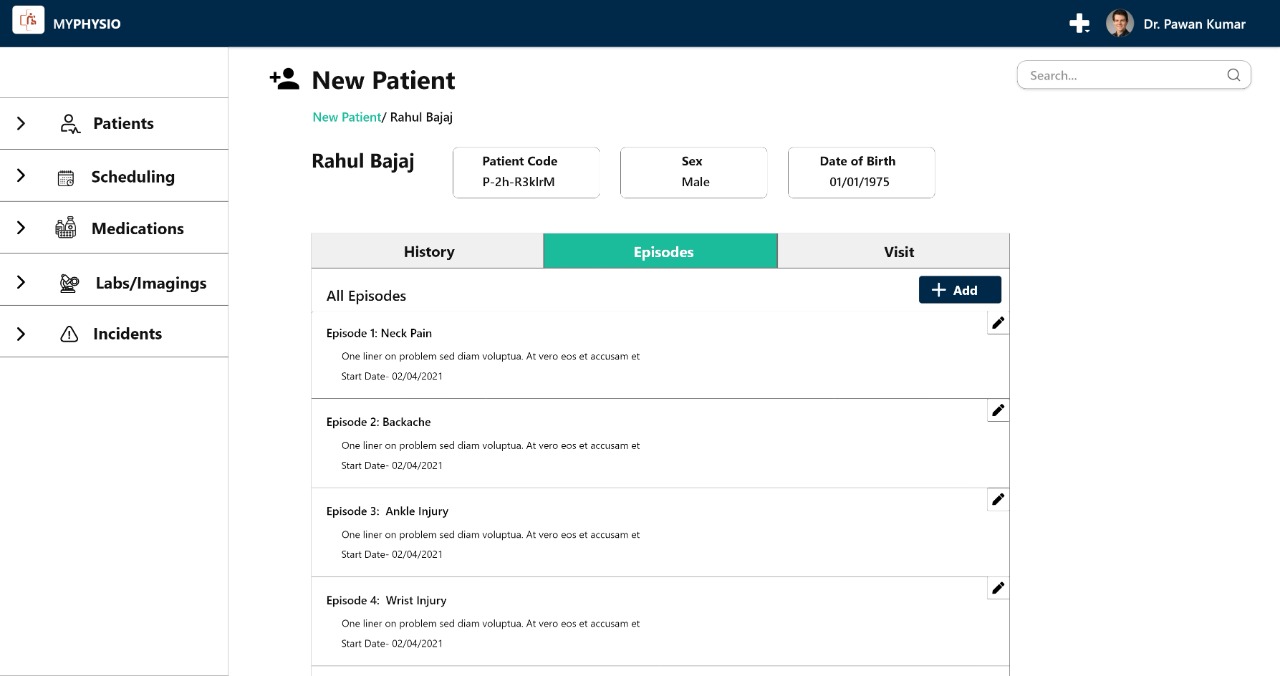 MYPHYSIO
Dr. Pawan Kumar
New Patient
Search...
New Patient/ Rahul Bajaj
Patients
Scheduling
Medications
Labs/Imagings
Incidents
Rahul Bajaj
Patient Code
P-2h-R3klrM
Sex
Male
Date of Birth
01/01/1975
History
Episodes
Visit
All Episodes
Add
Episode 1: Neck Pain
One liner on problem sed diam voluptua. At vero eos et accusam et
Start Date- 02/04/2021
Episode 2: Backache
One liner on problem sed diam voluptua. At vero eos et accusam et
Start Date- 02/04/2021
Episode 3:  Ankle Injury
One liner on problem sed diam voluptua. At vero eos et accusam et
Start Date- 02/04/2021
Episode 4:  Wrist Injury
One liner on problem sed diam voluptua. At vero eos et accusam et
Start Date- 02/04/2021